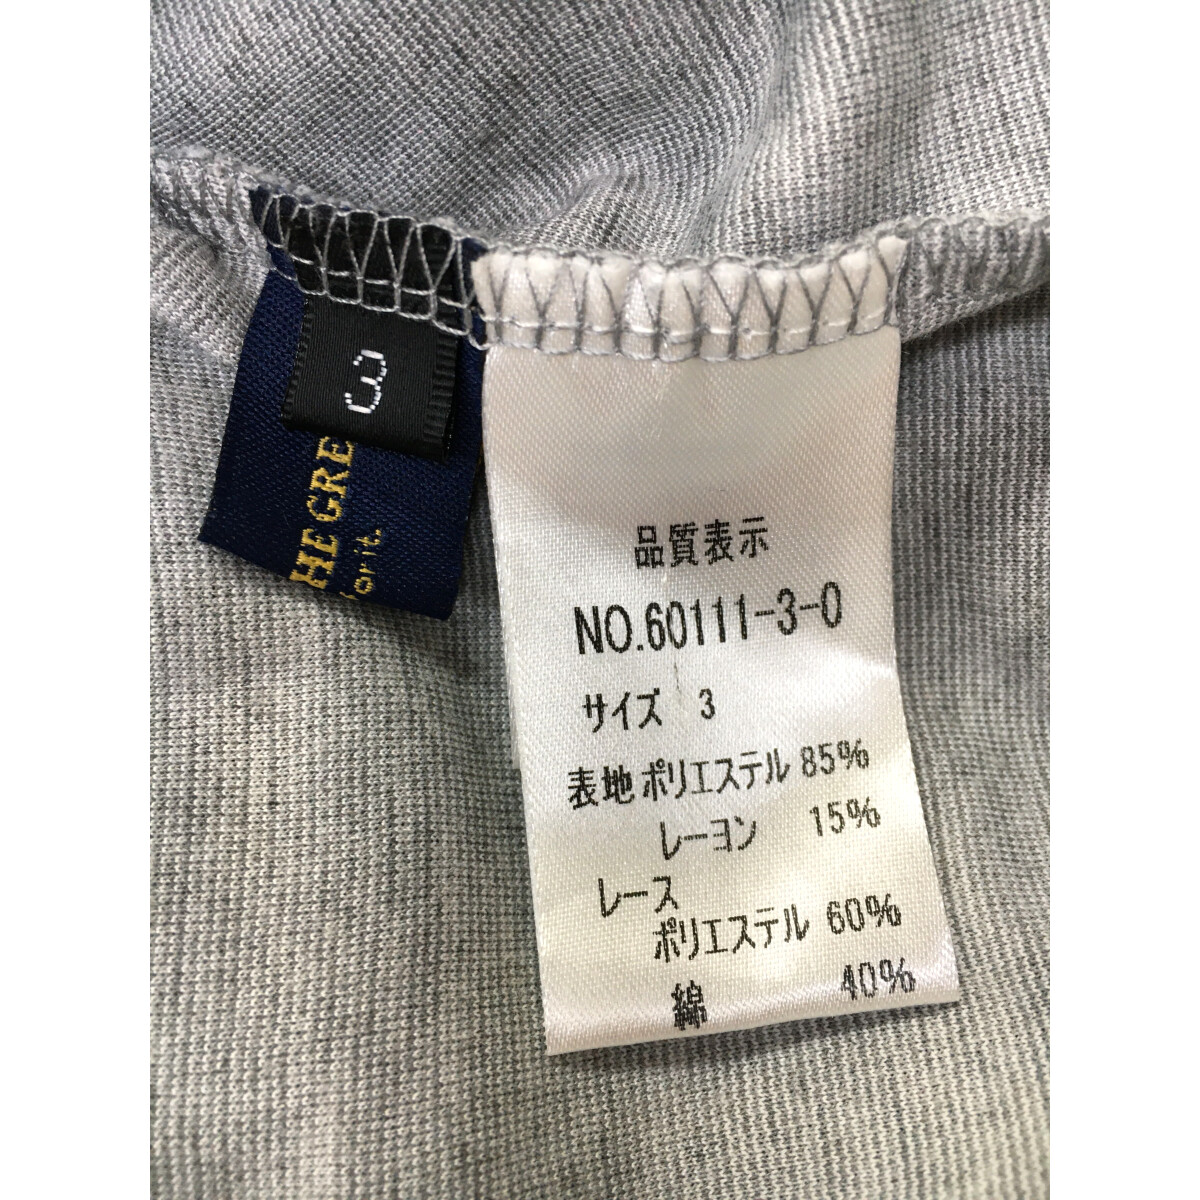 3
HEGRE
orit.
品質表示
NO.60111-3-0
サイズ 3
表地 ポリエステル 85%
レーヨン 15%
レース
ポリエステル 60%
綿 40%